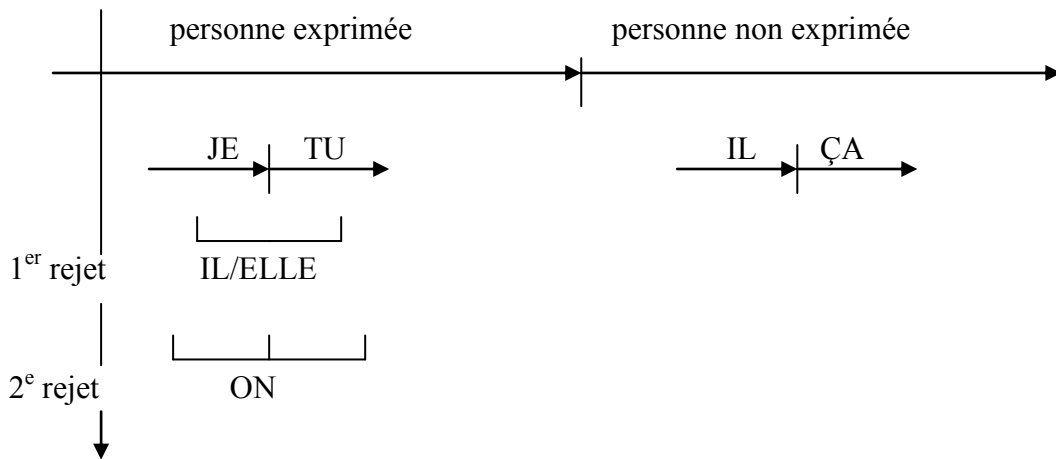 personne exprimée personne non exprimée
JE TU IL ÇA
1er rejet IL/ELLE
2e rejet ON